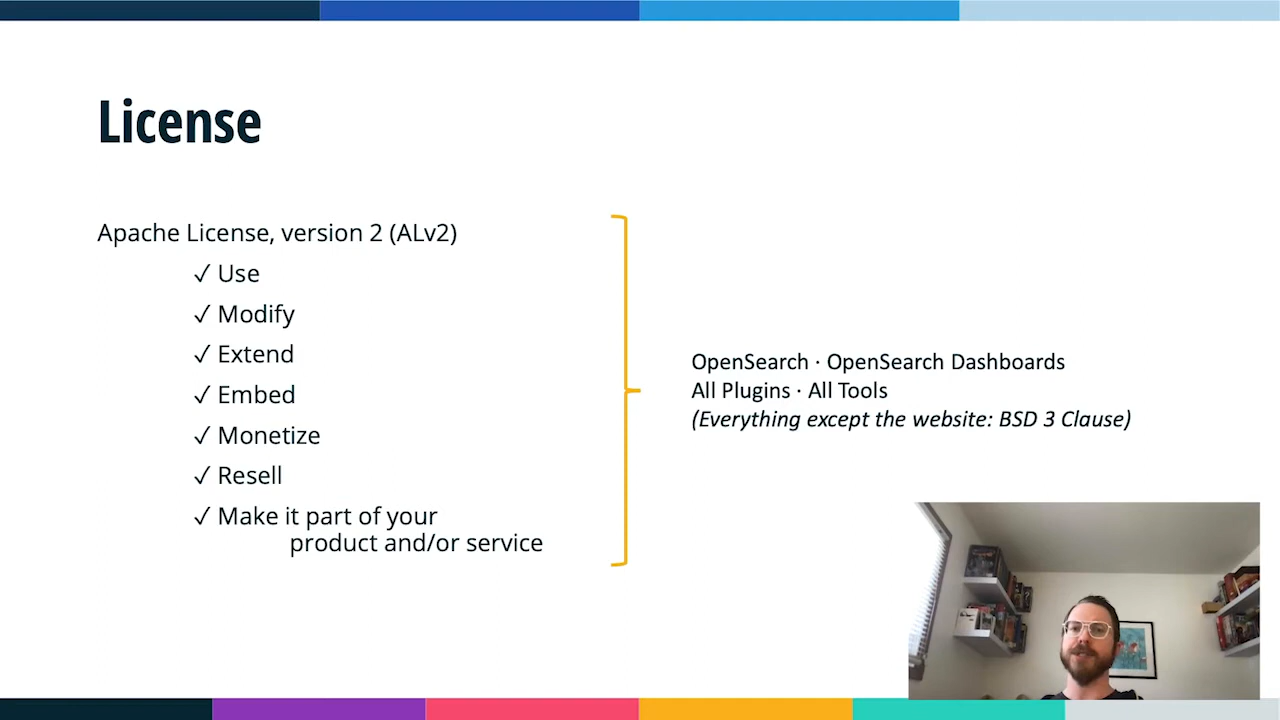 License
Apache License, version 2 (ALv2)
✓ Use
✓ Modify
✓ Extend
✓ Embed
✓ Monetize
✓ Resell
✓ Make it part of your
product and/or service
OpenSearch · OpenSearch Dashboards
All Plugins · All Tools
(Everything except the website: BSD 3 Clause)